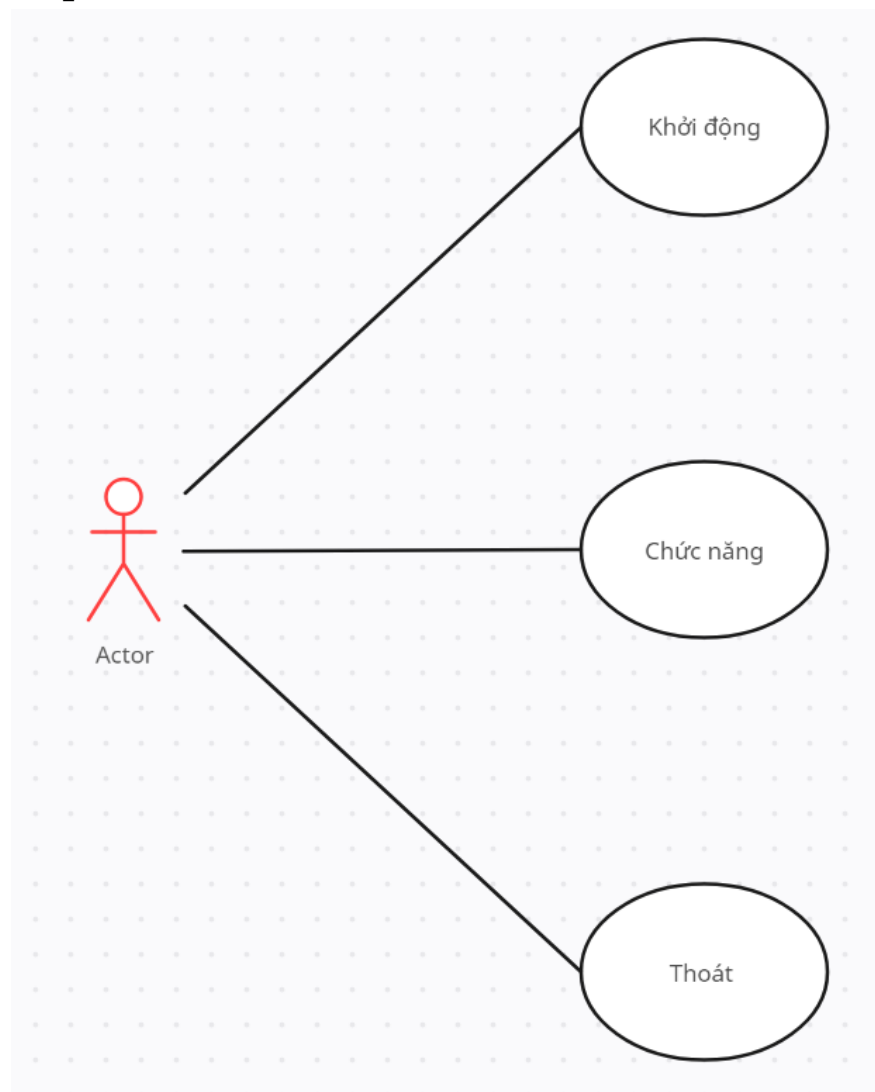 Khởi động
Chức năng
Actor
Thoát